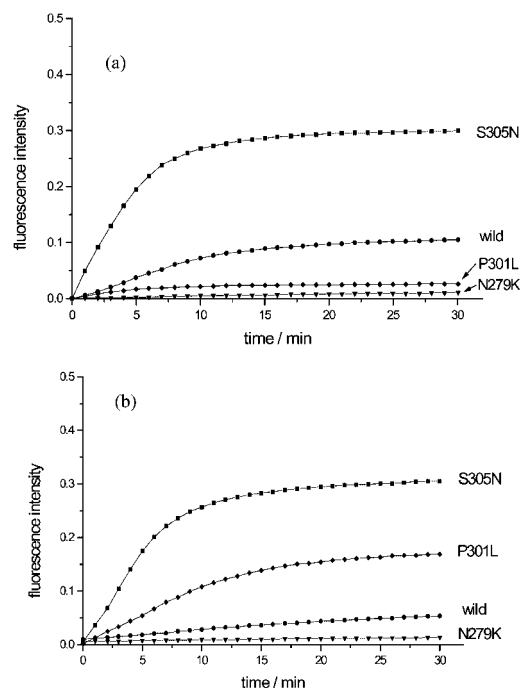 (a)
fluorescence intensity
0.5
0.4
0.3
0.2
0.1
0.0
S305N
wild
P301L
N279K
0 5 10 15 20 25 30
time / min
(b)
fluorescence intensity
0.5
0.4
0.3
0.2
0.1
0.0
S305N
P301L
wild
N279K
0 5 10 15 20 25 30
time / min